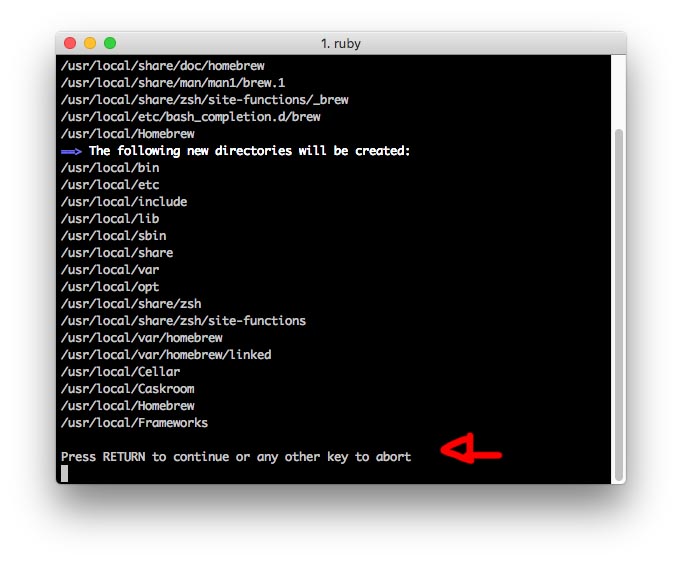 1. ruby
/usr/local/share/doc/homebrew
/usr/local/share/man/man1/brew.1
/usr/local/share/zsh/site-functions/_brew
/usr/local/etc/bash_completion.d/brew
/usr/local/Homebrew
==> The following new directories will be created:
/usr/local/bin
/usr/local/etc
/usr/local/include
/usr/local/lib
/usr/local/sbin
/usr/local/share
/usr/local/var
/usr/local/opt
/usr/local/share/zsh
/usr/local/share/zsh/site-functions
/usr/local/var/homebrew
/usr/local/var/homebrew/linked
/usr/local/Cellar
/usr/local/Caskroom
/usr/local/Homebrew
/usr/local/Frameworks
Press RETURN to continue or any other key to abort